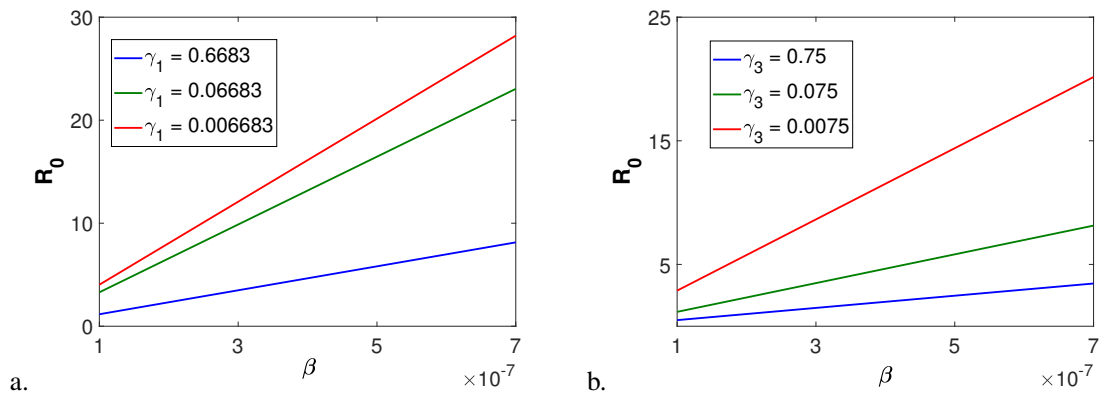 30
20
10
0
R0
γ1 = 0.6683
γ1 = 0.06683
γ1 = 0.006683
1 3 5 7
β
×10-7
a.
25
15
5
R0
γ3 = 0.75
γ3 = 0.075
γ3 = 0.0075
1 3 5 7
β
×10-7
b.